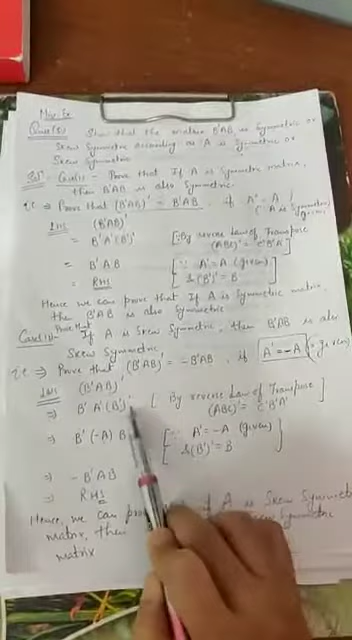 Ques(5) Show that the matrix B'AB is symmetric or
Skew Symmetric according as A is Symmetric or
Skew Symmetric
Solⁿ Case(i) - Prove that If A is Symmetric matrix,
then B'AB is also Symmetric.
i.e ⇒ Prove that (B'AB)' = B'AB, if A' = A
(∵ A is Symmetric) given
LHS (B'AB)'
= B'A'(B')' [∵ By reverse Law of Transpose
(ABC)' = C'B'A']
= B'AB [∵ A' = A (given)
= RHS & (B')' = B]
Hence we can prove that If A is Symmetric matrix,
then B'AB is also Symmetric
Case(ii) - Prove that If A is Skew Symmetric, then B'AB is also
Skew Symmetric
i.e ⇒ Prove that (B'AB)' = -B'AB, if A' = -A (given)
LHS (B'AB)'
⇒ B'A'(B')' [By reverse Law of Transpose
(ABC)' = C'B'A']
⇒ B'(-A)B [∵ A' = -A (given)
& (B')' = B]
⇒ -B'AB
⇒ RHS
Hence, we can if A is Skew Symmetric
matrix, then Skew Symmetric
matrix